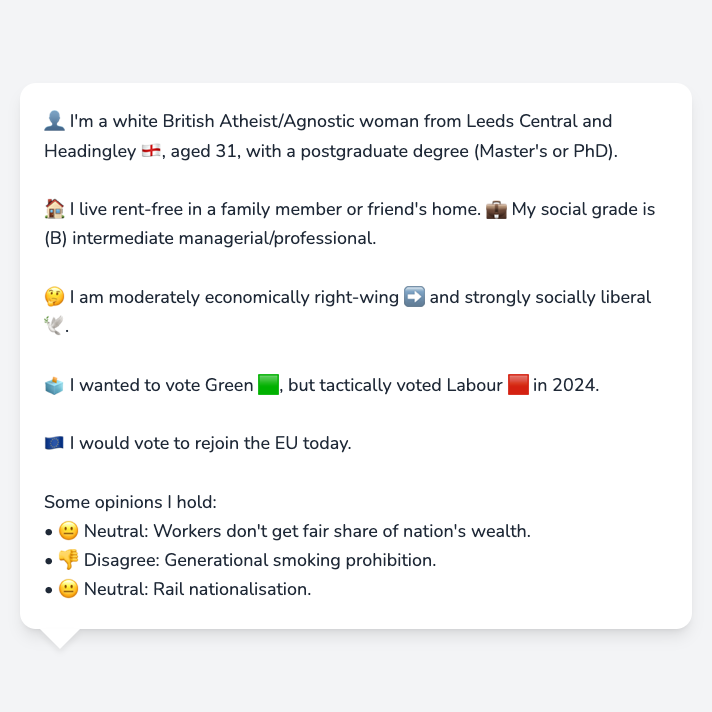 👤 I'm a white British Atheist/Agnostic woman from Leeds Central and
Headingley 🏴󠁧󠁢󠁥󠁮󠁧󠁿, aged 31, with a postgraduate degree (Master's or PhD).
🏠 I live rent-free in a family member or friend's home. 💼 My social grade is
(B) intermediate managerial/professional.
🤔 I am moderately economically right-wing ➡️ and strongly socially liberal
🕊️.
🗳️ I wanted to vote Green 🟩, but tactically voted Labour 🟥 in 2024.
🇪🇺 I would vote to rejoin the EU today.
Some opinions I hold:
• 😐 Neutral: Workers don't get fair share of nation's wealth.
• 👎 Disagree: Generational smoking prohibition.
• 😐 Neutral: Rail nationalisation.